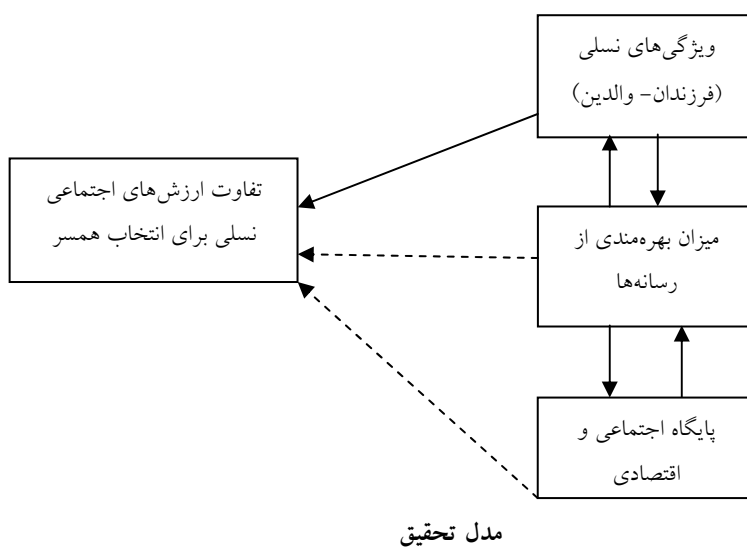 ویژگی‌های نسلی
(فرزندان- والدین)
تفاوت ارزش‌های اجتماعی
نسلی برای انتخاب همسر
میزان بهره‌مندی از
رسانه‌ها
پایگاه اجتماعی و
اقتصادی
مدل تحقیق